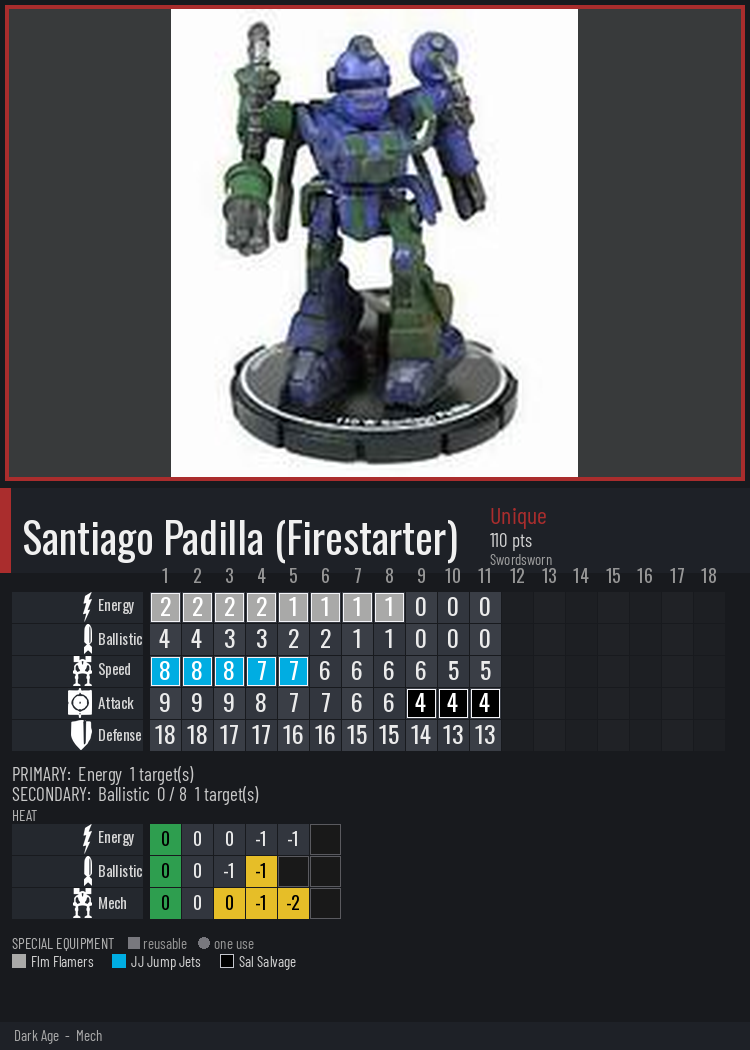 Santiago Padilla (Firestarter)
Unique
110 pts
Swordsworn
1 2 3 4 5 6 7 8 9 10 11 12 13 14 15 16 17 18
Energy 2 2 2 2 1 1 1 1 0 0 0
Ballistic 4 4 3 3 2 2 1 1 0 0 0
Speed 8 8 8 7 7 6 6 6 6 5 5
Attack 9 9 9 8 7 7 6 6 4 4 4
Defense 18 18 17 17 16 16 15 15 14 13 13
PRIMARY: Energy 1 target(s)
SECONDARY: Ballistic 0 / 8 1 target(s)
HEAT
Energy 0 0 0 -1 -1
Ballistic 0 0 -1 -1
Mech 0 0 0 -1 -2
SPECIAL EQUIPMENT reusable one use
Flm Flamers JJ Jump Jets Sal Salvage
Dark Age - Mech